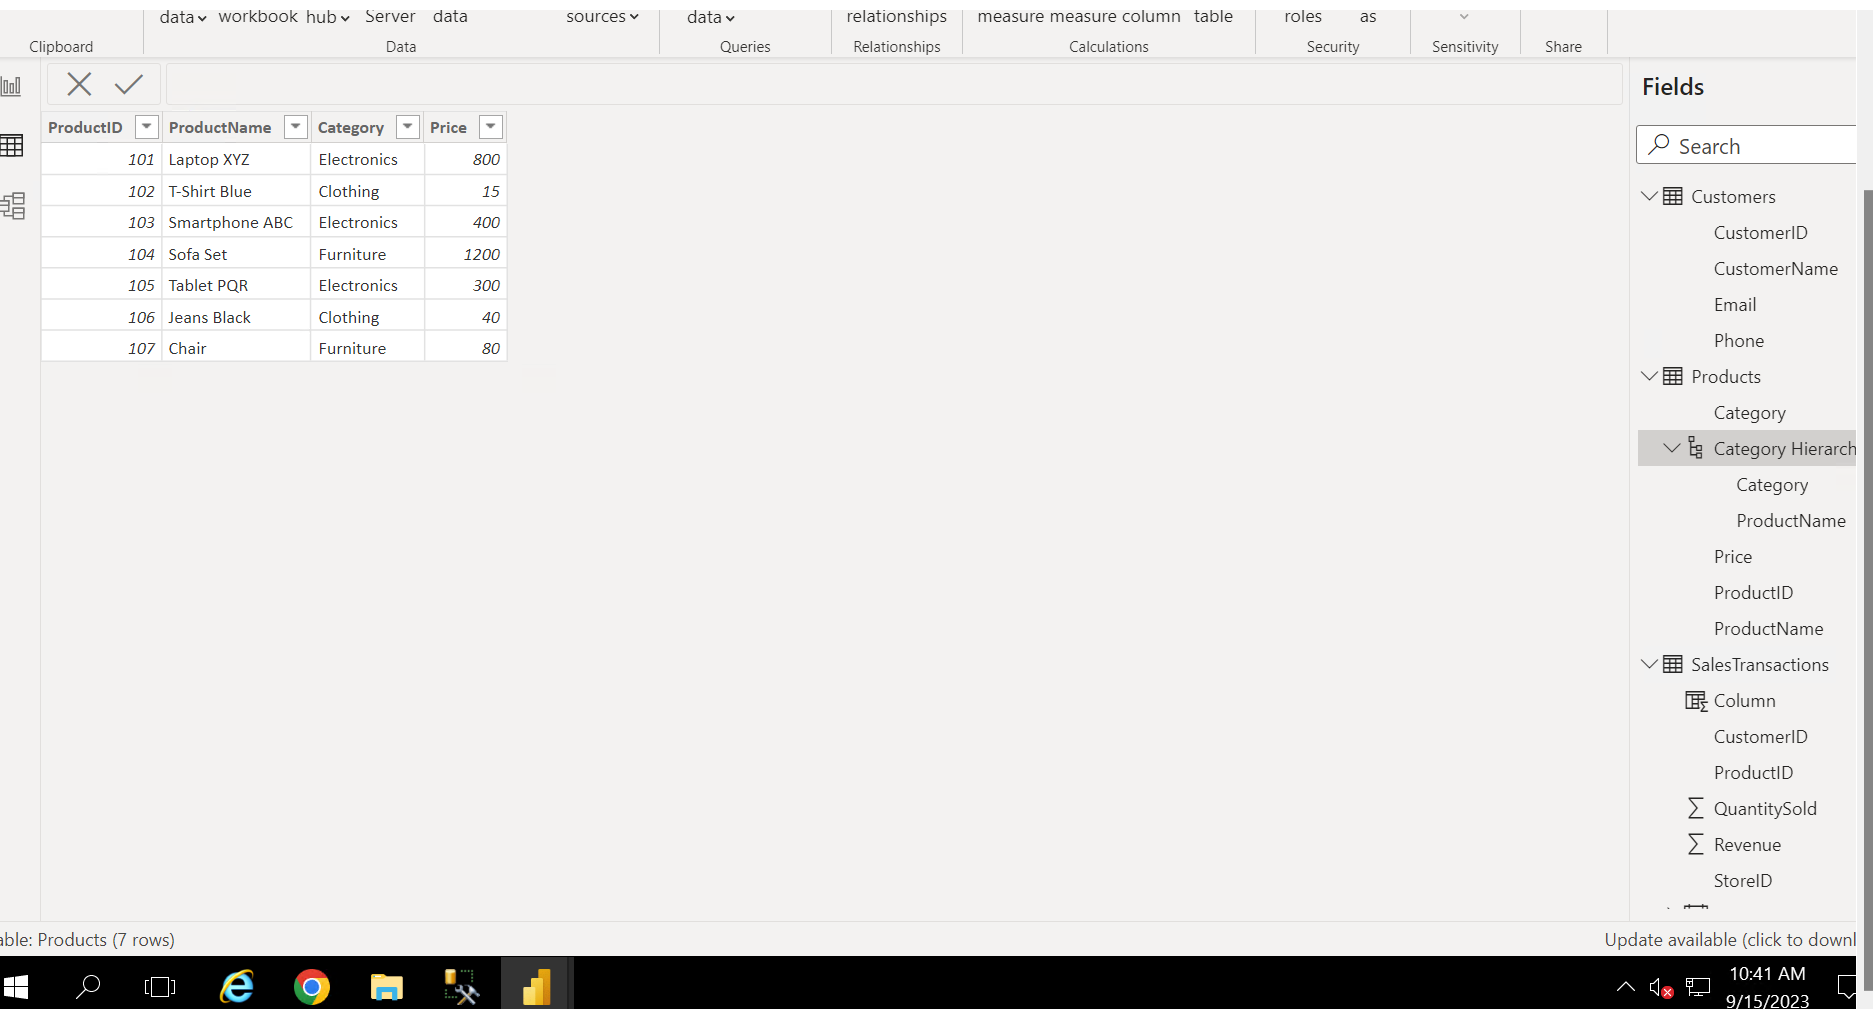 data workbook hub Server data sources data relationships measure measure column table roles as
Clipboard Data Queries Relationships Calculations Security Sensitivity Share
Fields
Search
ProductID ProductName Category Price
101 Laptop XYZ Electronics 800
102 T-Shirt Blue Clothing 15
103 Smartphone ABC Electronics 400
104 Sofa Set Furniture 1200
105 Tablet PQR Electronics 300
106 Jeans Black Clothing 40
107 Chair Furniture 80
Customers
CustomerID
CustomerName
Email
Phone
Products
Category
Category Hierarch
Category
ProductName
Price
ProductID
ProductName
SalesTransactions
Column
CustomerID
ProductID
QuantitySold
Revenue
StoreID
able: Products (7 rows)
Update available (click to downl
10:41 AM
9/15/2023